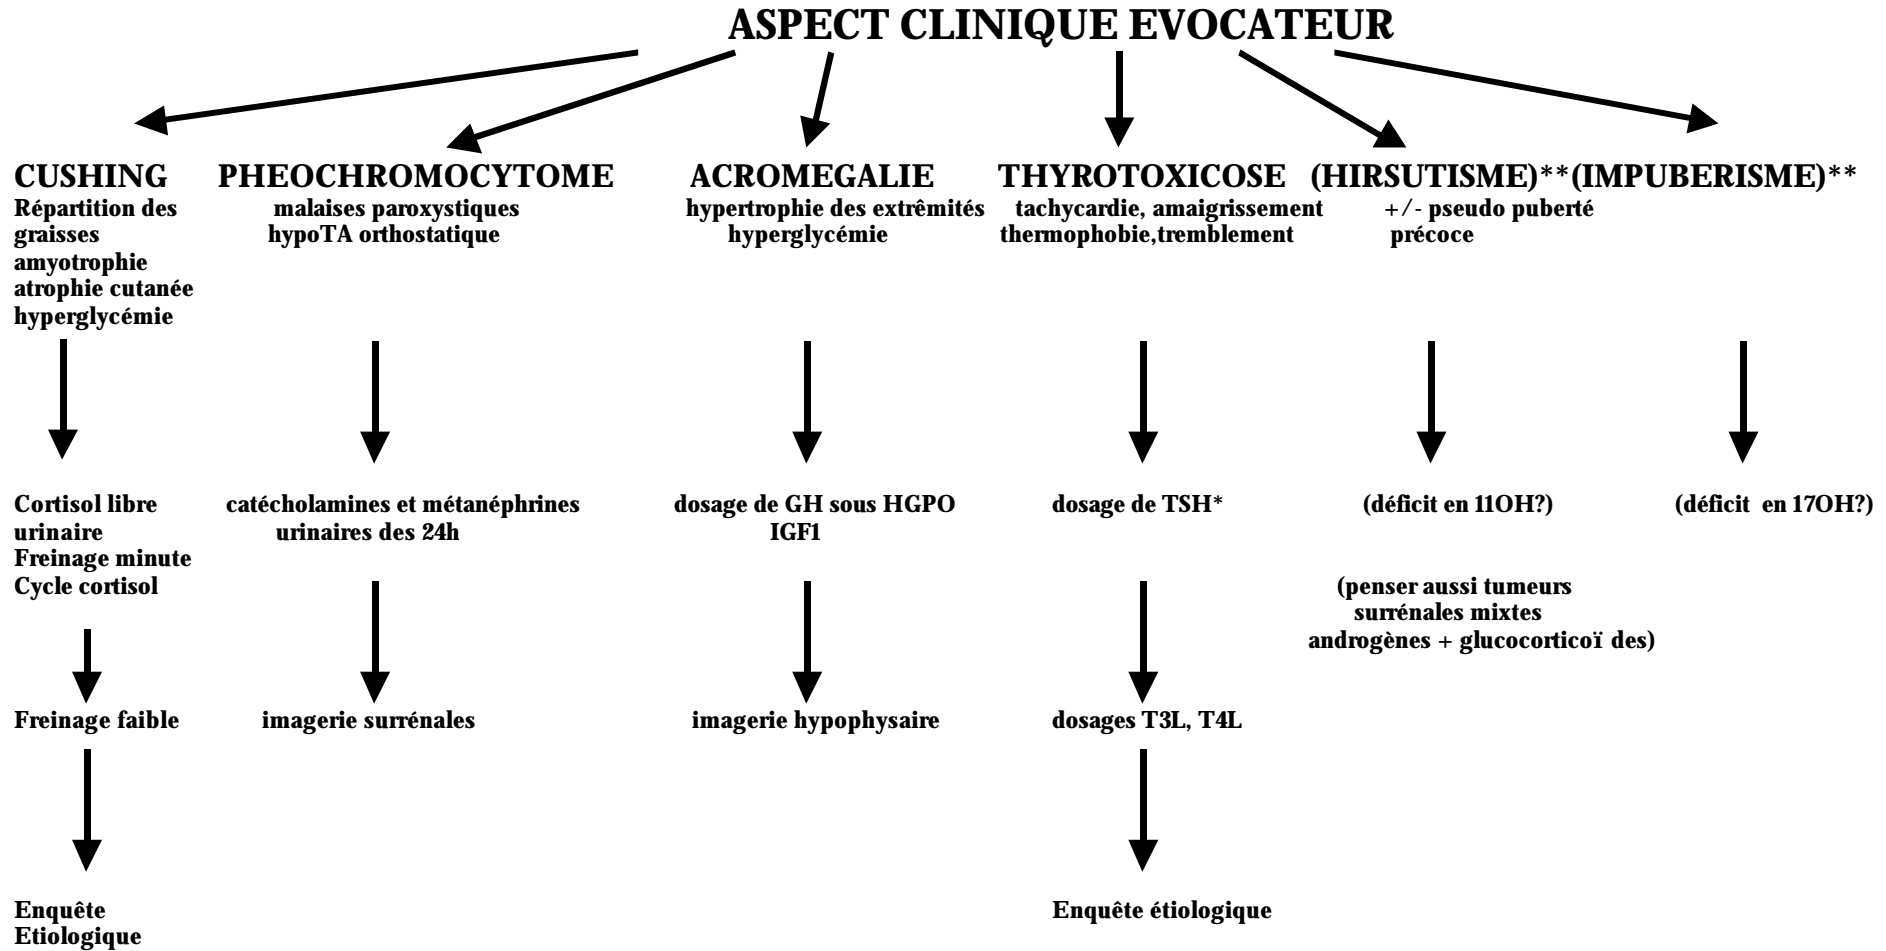 ASPECT CLINIQUE EVOCATEUR
CUSHING
Répartition des
graisses
amyotrophie
atrophie cutanée
hyperglycémie
Cortisol libre
urinaire
Freinage minute
Cycle cortisol
Freinage faible
Enquête
Etiologique
PHEOCHROMOCYTOME
malaises paroxystiques
hypoTA orthostatique
catécholamines et métanéphrines
urinaires des 24h
imagerie surrénales
ACROMEGALIE
hypertrophie des extrêmités
hyperglycémie
dosage de GH sous HGPO
IGF1
imagerie hypophysaire
THYROTOXICOSE
tachycardie, amaigrissement
thermophobie,tremblement
dosage de TSH*
dosages T3L, T4L
Enquête étiologique
(HIRSUTISME)**
+/- pseudo puberté
précoce
(déficit en 11OH?)
(penser aussi tumeurs
surrénales mixtes
androgènes + glucocorticoï des)
(IMPUBERISME)**
(déficit en 17OH?)